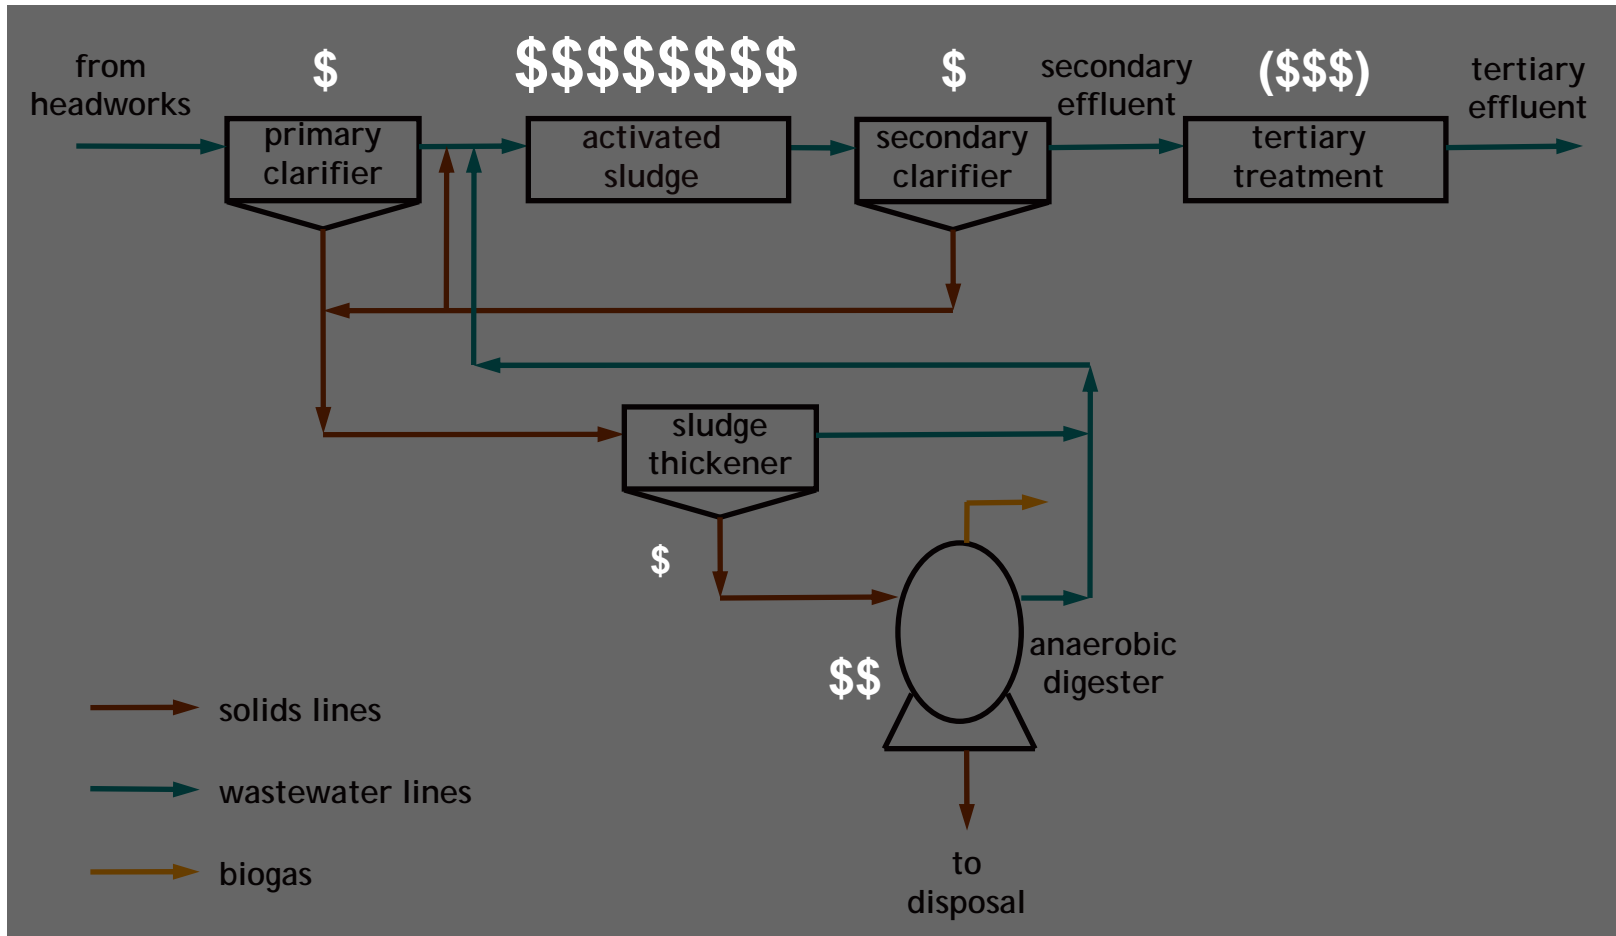 from
headworks
$
$$$$$$$$
$
secondary
effluent
($$$)
tertiary
effluent
primary
clarifier
activated
sludge
secondary
clarifier
tertiary
treatment
sludge
thickener
$
$$
anaerobic
digester
solids lines
wastewater lines
biogas
to
disposal